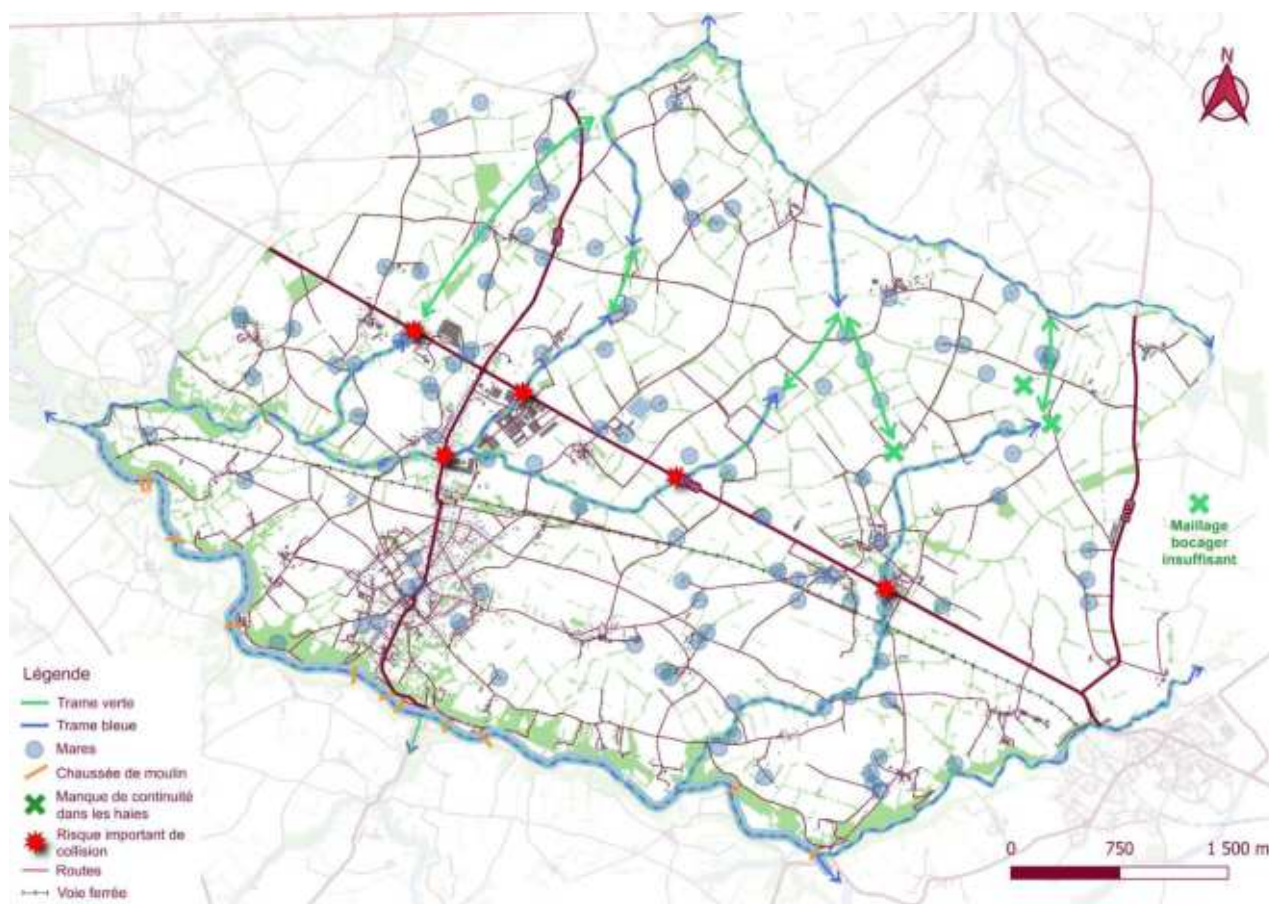 N
Maillage
bocager
insuffisant
Légende
Trame verte
Trame bleue
Mares
Chaussée de moulin
Manque de continuité
dans les haies
Risque important de
collision
Routes
Voie ferrée
0 750 1 500 m